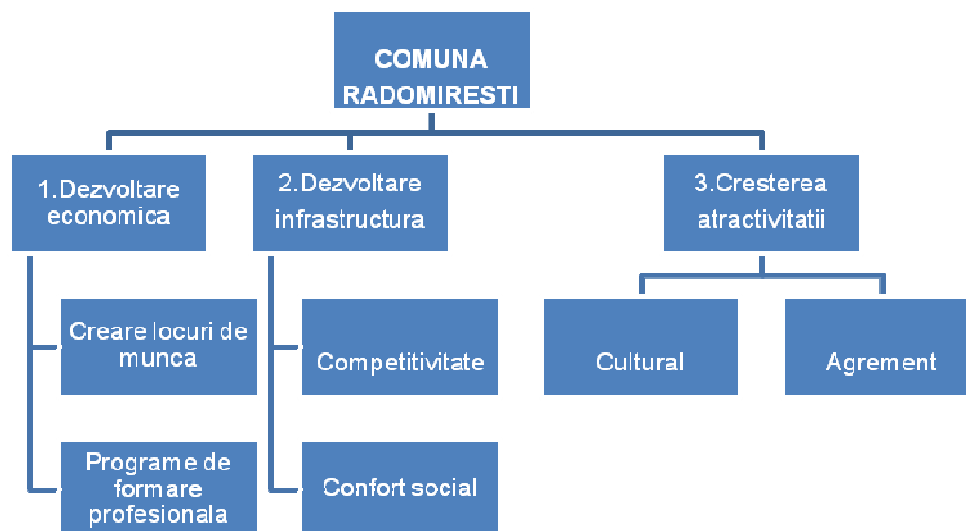 COMUNA
RADOMIRESTI
1.Dezvoltare
economica
2.Dezvoltare
infrastructura
3.Cresterea
atractivitatii
Creare locuri de
munca
Competitivitate
Cultural
Agrement
Programe de
formare
profesionala
Confort social